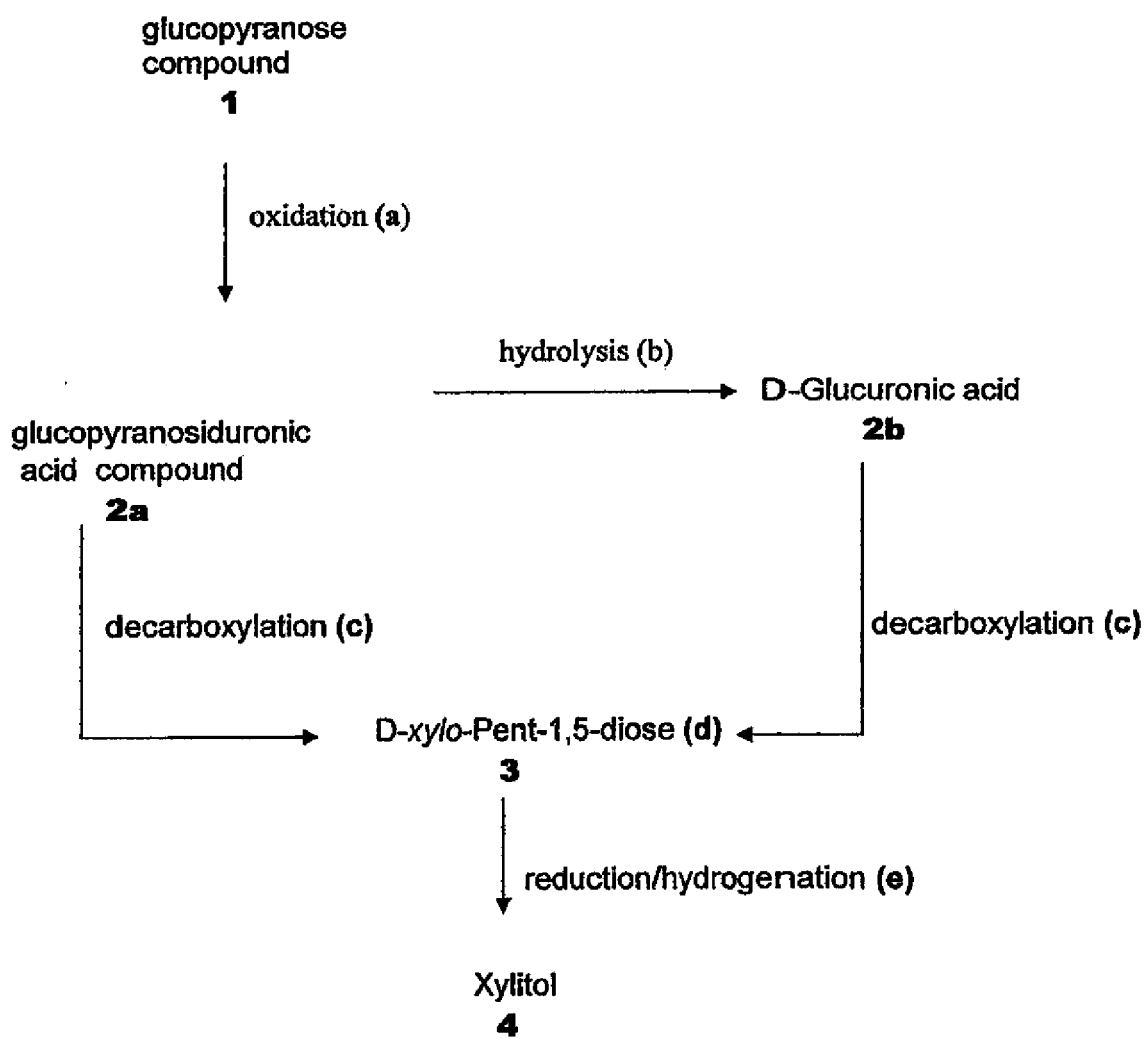 glucopyranose
compound
1
oxidation (a)
hydrolysis (b)
D-Glucuronic acid
2b
glucopyranosiduronic
acid compound
2a
decarboxylation (c)
decarboxylation (c)
D-xylo-Pent-1,5-diose (d)
3
reduction/hydrogenation (e)
Xylitol
4